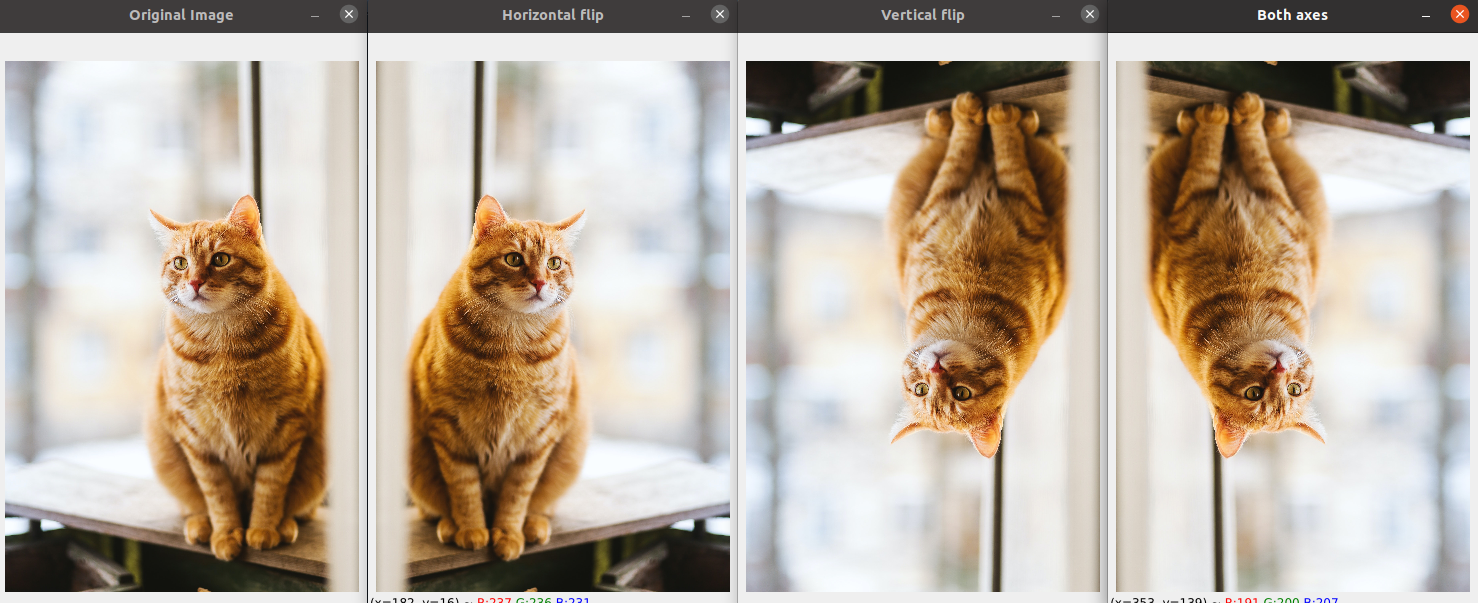 Original Image
Horizontal flip
Vertical flip
Both axes
(x=182, y=16) ~ R:237 G:236 B:231
(x=353, y=139) ~ R:191 G:200 B:207